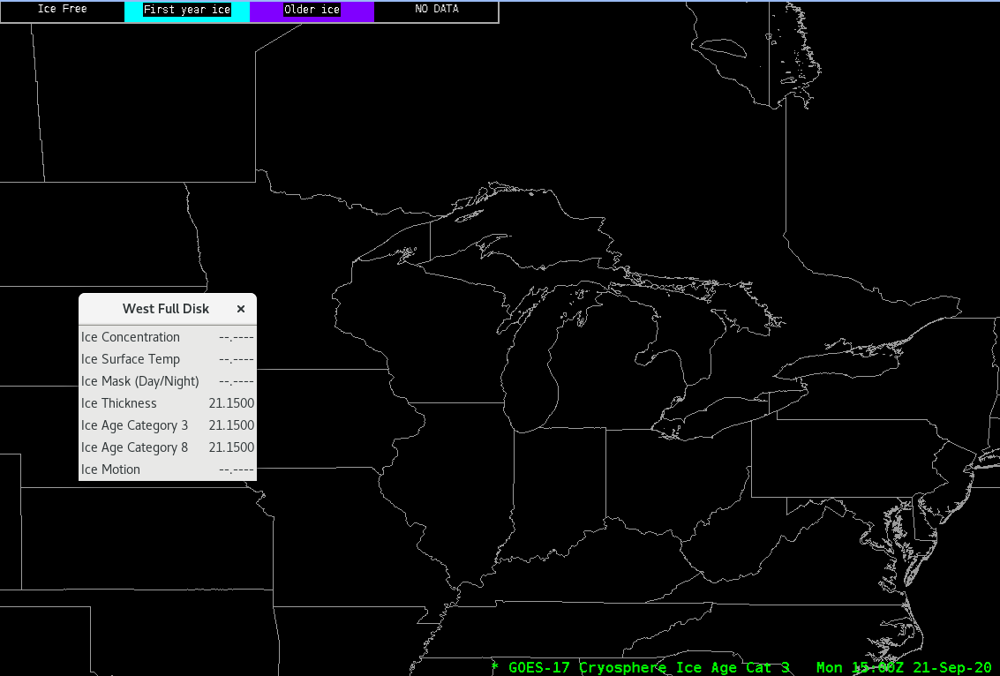 Ice Free First year ice Older ice NO DATA
West Full Disk ×
Ice Concentration --.----
Ice Surface Temp --.----
Ice Mask (Day/Night) --.----
Ice Thickness 21.1500
Ice Age Category 3 21.1500
Ice Age Category 8 21.1500
Ice Motion --.----
* GOES-17 Cryosphere Ice Age Cat 3 Mon 15:00Z 21-Sep-20